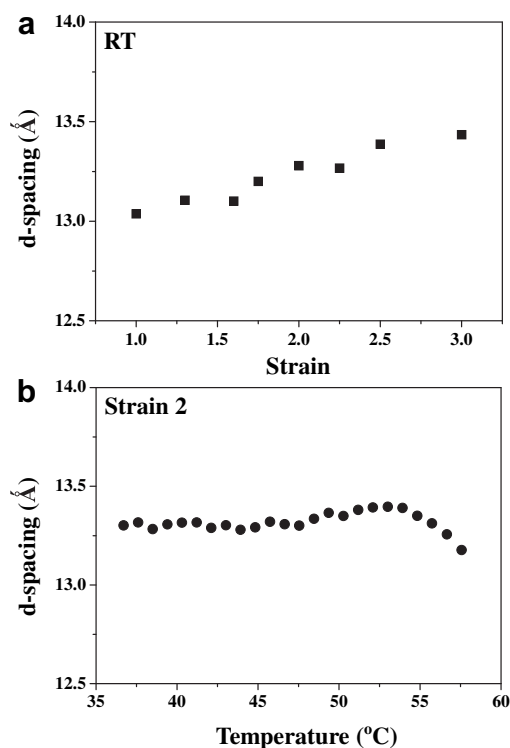 a
RT
14.0
13.5
13.0
12.5
d-spacing (Å)
1.0 1.5 2.0 2.5 3.0
Strain
b
Strain 2
14.0
13.5
13.0
12.5
d-spacing (Å)
35 40 45 50 55 60
Temperature (ºC)